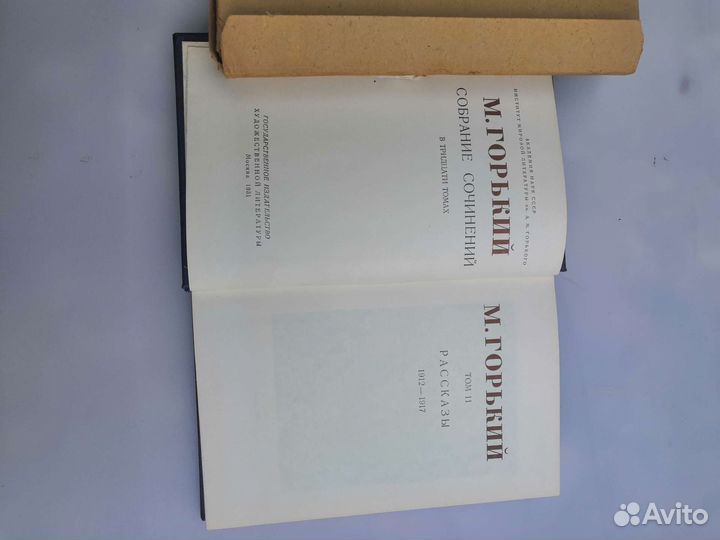 АКАДЕМИЯ НАУК СССР
ИНСТИТУТ МИРОВОЙ ЛИТЕРАТУРЫ им. А. М. ГОРЬКОГО
М. ГОРЬКИЙ
СОБРАНИЕ СОЧИНЕНИЙ
В ТРИДЦАТИ ТОМАХ
ГОСУДАРСТВЕННОЕ ИЗДАТЕЛЬСТВО
ХУДОЖЕСТВЕННОЙ ЛИТЕРАТУРЫ
Москва 1951
М. ГОРЬКИЙ
ТОМ 11
РАССКАЗЫ
1912—1917
Avito